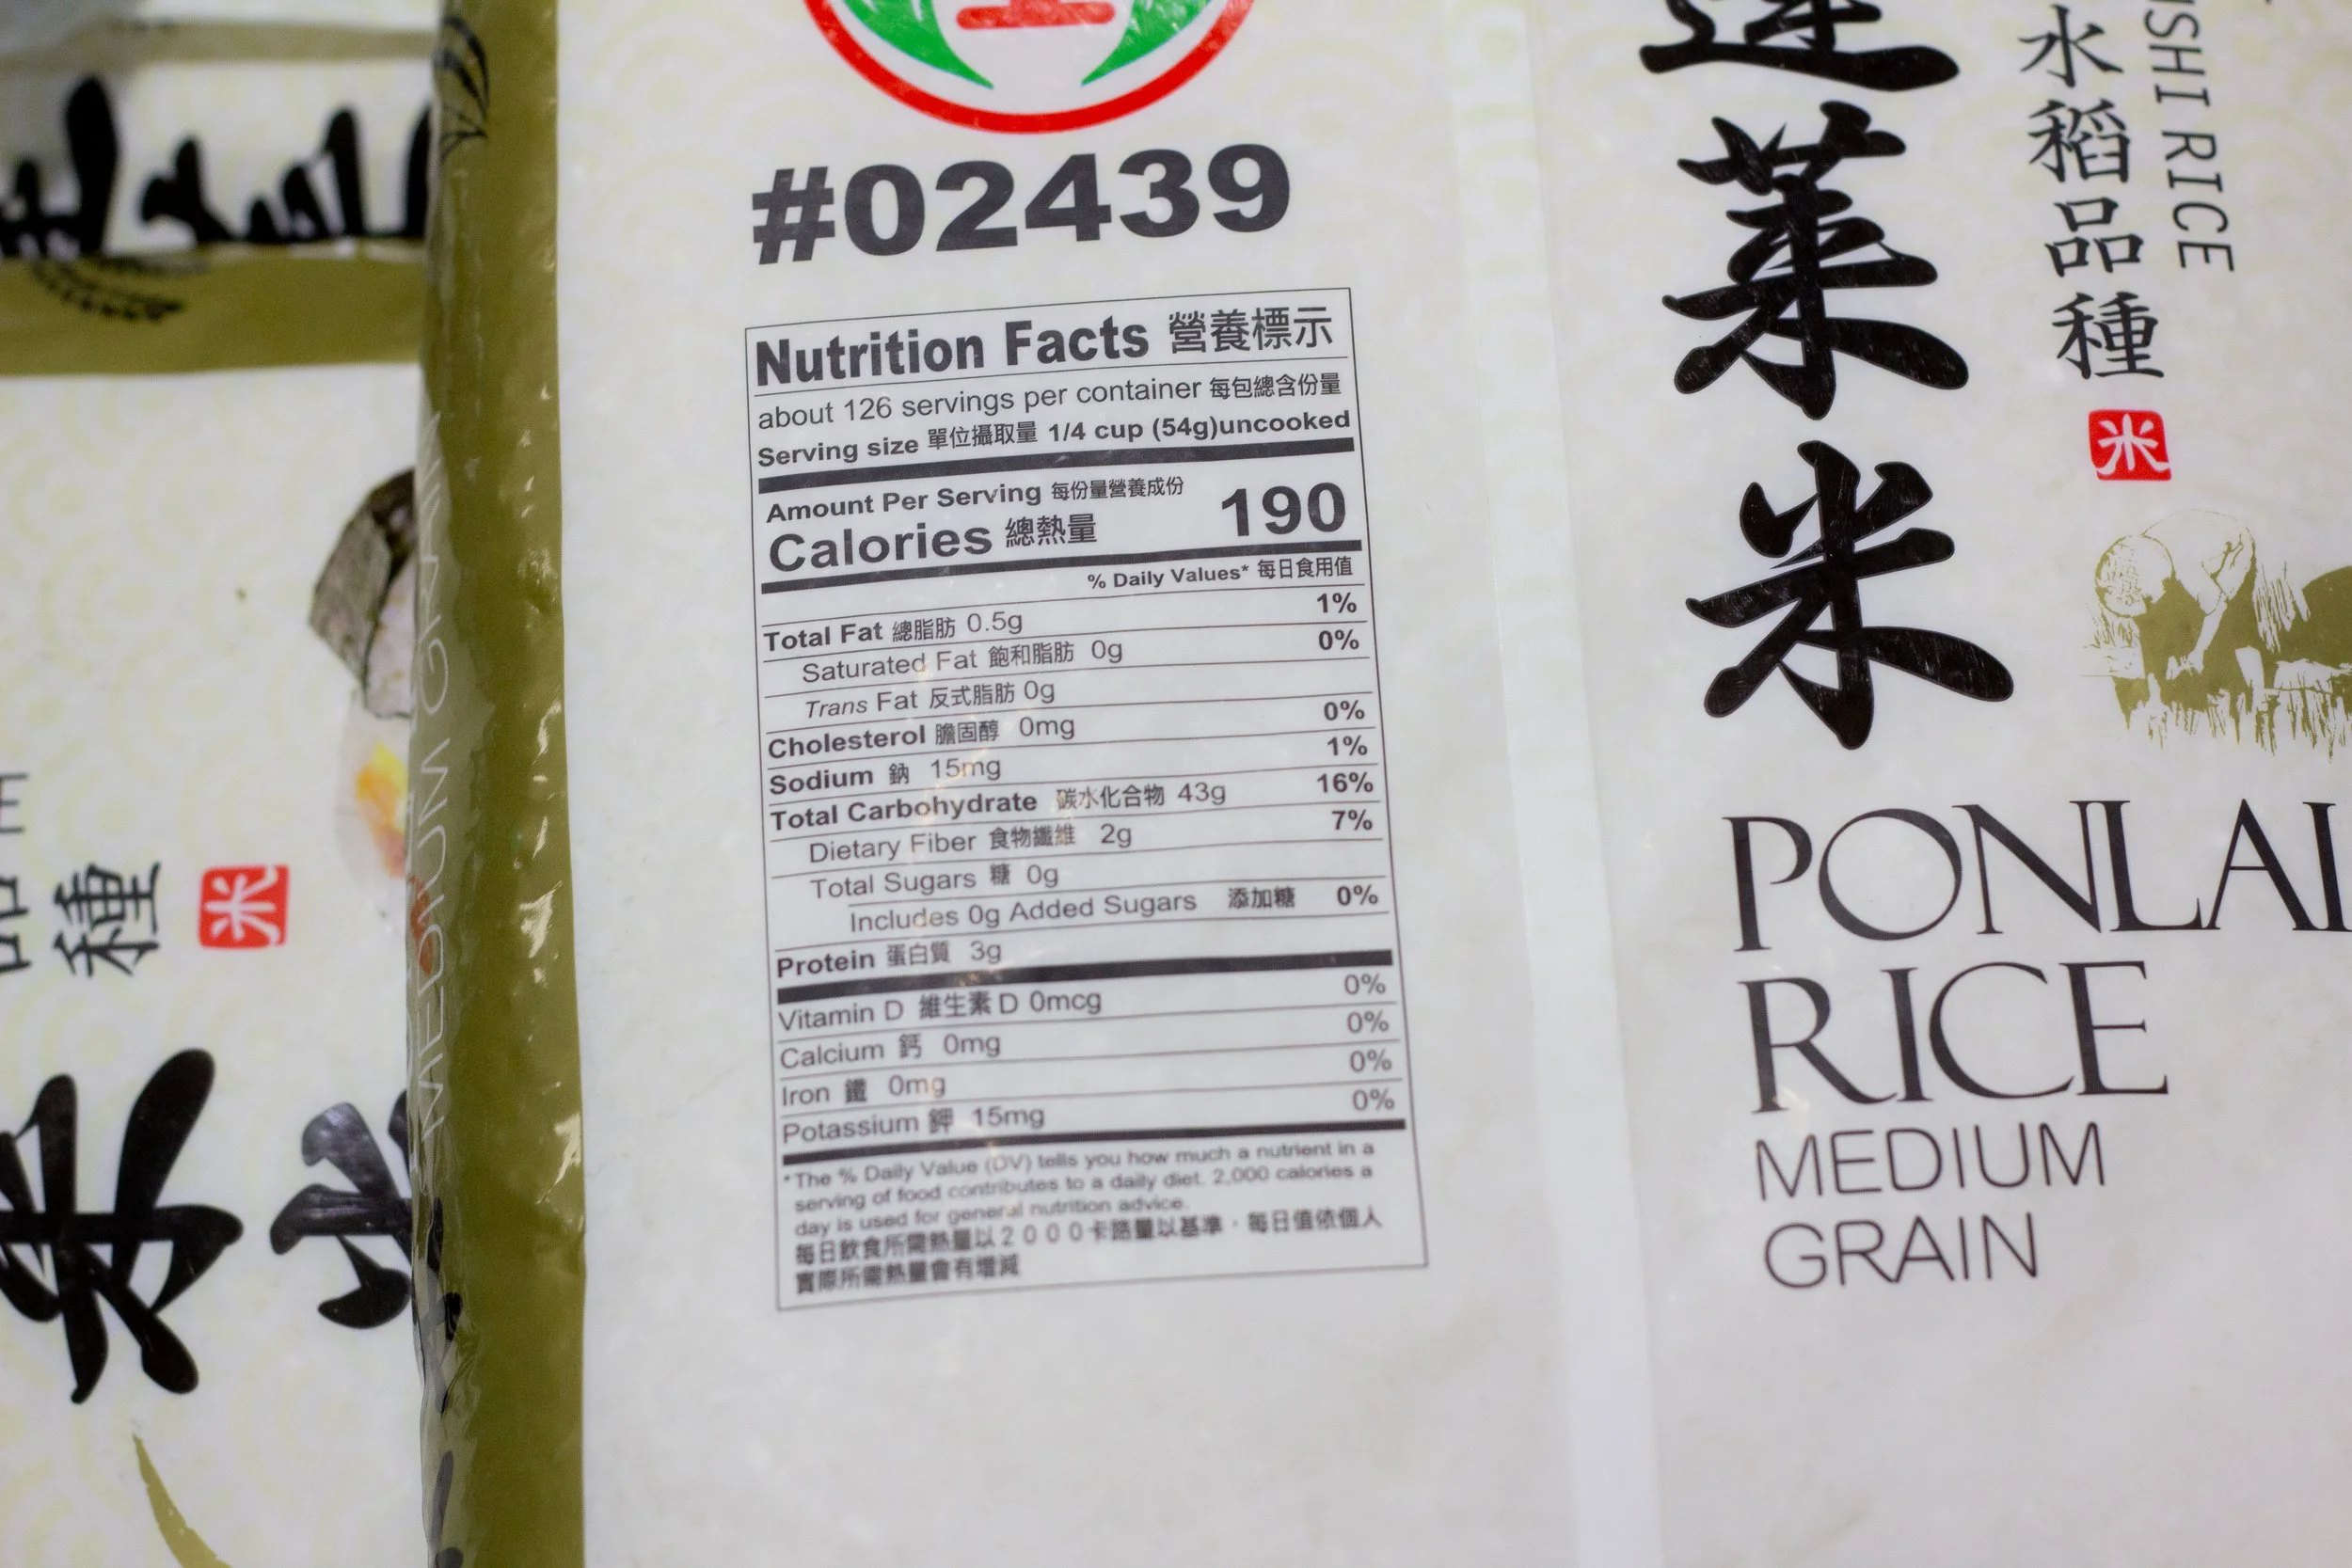 #02439
Nutrition Facts 營養標示
about 126 servings per container 每包總含份量
Serving size 單位攝取量 1/4 cup (54g)uncooked
Amount Per Serving 每份量營養成份
Calories 總熱量 190
% Daily Values* 每日食用值
Total Fat 總脂肪 0.5g 1%
Saturated Fat 飽和脂肪 0g 0%
Trans Fat 反式脂肪 0g
Cholesterol 膽固醇 0mg 0%
Sodium 鈉 15mg 1%
Total Carbohydrate 碳水化合物 43g 16%
Dietary Fiber 食物纖維 2g 7%
Total Sugars 糖 0g
Includes 0g Added Sugars 添加糖 0%
Protein 蛋白質 3g
Vitamin D 維生素 D 0mcg 0%
Calcium 鈣 0mg 0%
Iron 鐵 0mg 0%
Potassium 鉀 15mg 0%
*The % Daily Value (DV) tells you how much a nutrient in a
serving of food contributes to a daily diet. 2,000 calories a
day is used for general nutrition advice.
每日飲食所需熱量以2000卡路量以基準，每日值依個人
實際所需熱量會有增減
蓬萊米
水稻品種
米
RICE
PONLAI
RICE
MEDIUM
GRAIN
種
米
米
MEDIUM GRAIN